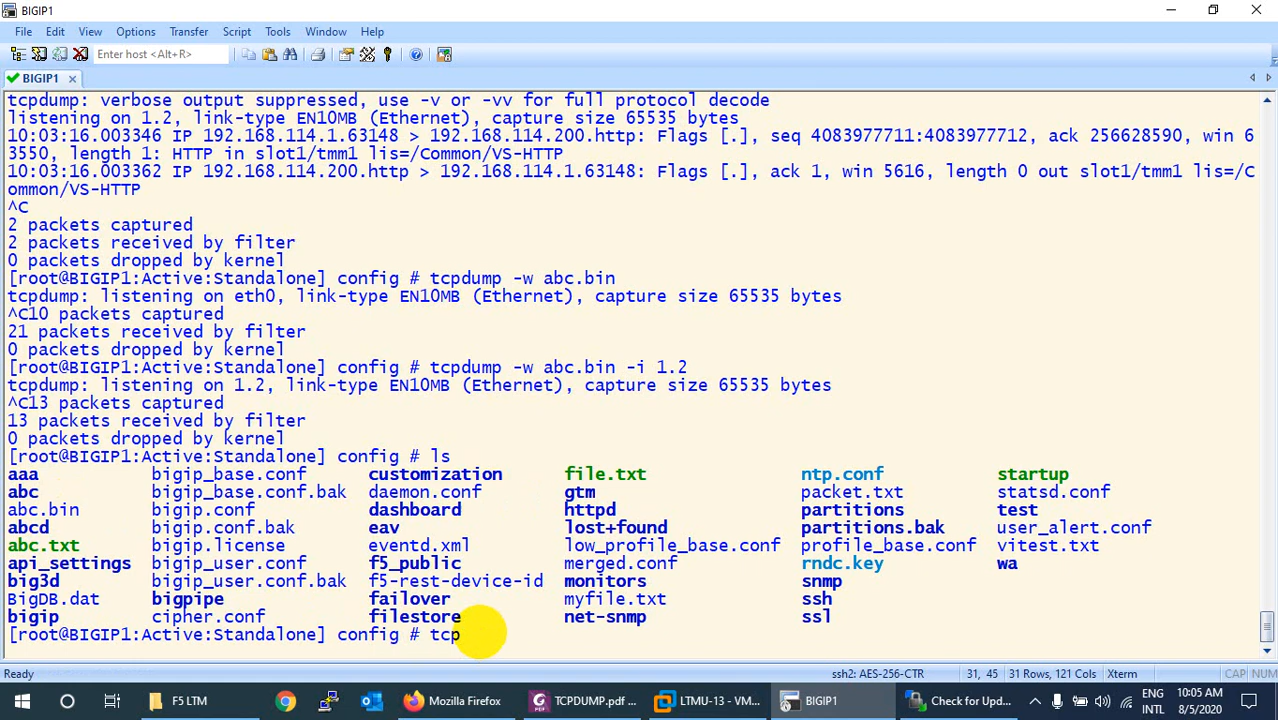 BIGIP1
File Edit View Options Transfer Script Tools Window Help
Enter host <Alt+R>
BIGIP1
tcpdump: verbose output suppressed, use -v or -vv for full protocol decode
listening on 1.2, link-type EN10MB (Ethernet), capture size 65535 bytes
10:03:16.003346 IP 192.168.114.1.63148 > 192.168.114.200.http: Flags [.], seq 4083977711:4083977712, ack 256628590, win 6
3550, length 1: HTTP in slot1/tmm1 lis=/Common/VS-HTTP
10:03:16.003362 IP 192.168.114.200.http > 192.168.114.1.63148: Flags [.], ack 1, win 5616, length 0 out slot1/tmm1 lis=/C
ommon/VS-HTTP
^C
2 packets captured
2 packets received by filter
0 packets dropped by kernel
[root@BIGIP1:Active:Standalone] config # tcpdump -w abc.bin
tcpdump: listening on eth0, link-type EN10MB (Ethernet), capture size 65535 bytes
^C10 packets captured
21 packets received by filter
0 packets dropped by kernel
[root@BIGIP1:Active:Standalone] config # tcpdump -w abc.bin -i 1.2
tcpdump: listening on 1.2, link-type EN10MB (Ethernet), capture size 65535 bytes
^C13 packets captured
13 packets received by filter
0 packets dropped by kernel
[root@BIGIP1:Active:Standalone] config # ls
aaa bigip_base.conf customization file.txt ntp.conf startup
abc bigip_base.conf.bak daemon.conf gtm packet.txt statsd.conf
abc.bin bigip.conf dashboard httpd partitions test
abcd bigip.conf.bak eav lost+found partitions.bak user_alert.conf
abc.txt bigip.license eventd.xml low_profile_base.conf profile_base.conf vitest.txt
api_settings bigip_user.conf f5_public merged.conf rndc.key wa
big3d bigip_user.conf.bak f5-rest-device-id monitors snmp
BigDB.dat bigpipe failover myfile.txt ssh
bigip cipher.conf filestore net-snmp ssl
[root@BIGIP1:Active:Standalone] config # tcp
Ready ssh2: AES-256-CTR 31, 45 31 Rows, 121 Cols Xterm CAP NUM
F5 LTM Mozilla Firefox TCPDUMP.pdf ... LTMU-13 - VM... BIGIP1 Check for Upd... ENG 10:05 AM
INTL 8/5/2020